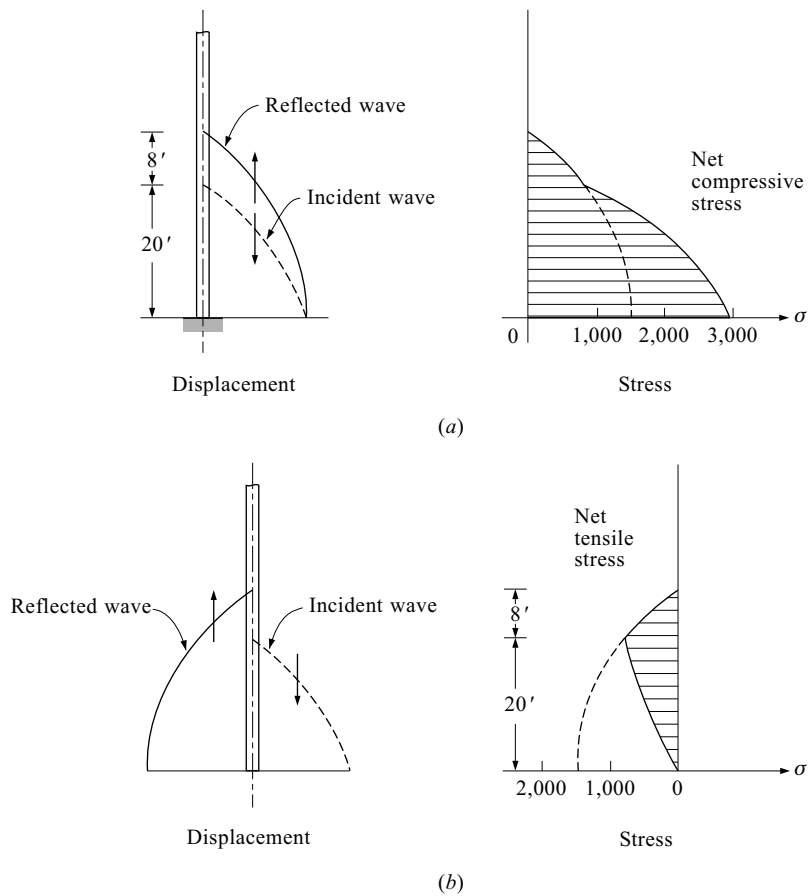 Reflected wave
8′
Incident wave
20′
Displacement
Net
compressive
stress
0
1,000
2,000
3,000
σ
Stress
(a)
Reflected wave
Incident wave
Displacement
Net
tensile
stress
8′
20′
2,000
1,000
0
σ
Stress
(b)